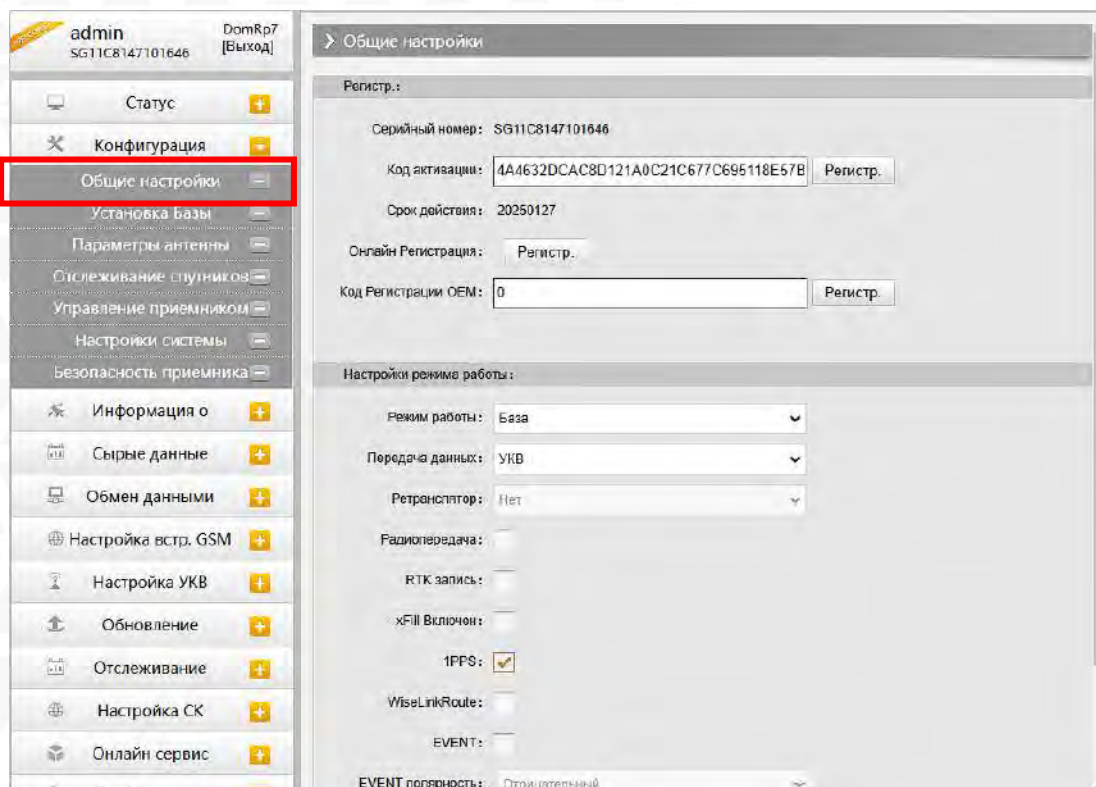 admin
DomRp7
SG11C8147101646
[Выход]
Статус
Конфигурация
Общие настройки
Установка Базы
Параметры антенны
Отслеживание спутников
Управление приемником
Настройки системы
Безопасность приемника
Информация о
Сырые данные
Обмен данными
Настройка встр. GSM
Настройка УКВ
Обновление
Отслеживание
Настройка СК
Онлайн сервис
Общие настройки
Регистр.:
Серийный номер: SG11C8147101646
Код активации: 4A4632DCAC8D121A0C21C677C695118E57B Регистр.
Срок действия: 20250127
Онлайн Регистрация: Регистр.
Код Регистрации OEM: 0 Регистр.
Настройки режима работы:
Режим работы: База
Передача данных: УКВ
Ретранслятор: Нет
Радиопередача:
RTK запись:
xFill Включен:
1PPS:
WiseLinkRoute:
EVENT:
EVENT полярность: Отрицательный